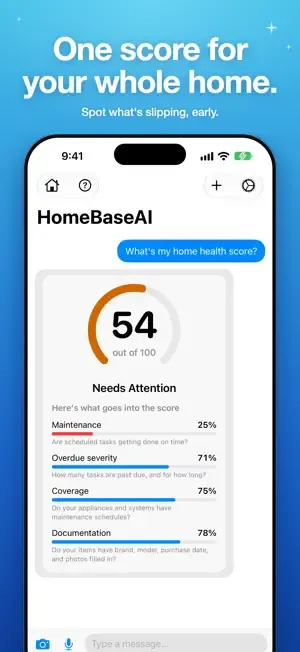 One score for
your whole home.
Spot what's slipping, early.
9:41
HomeBaseAI
What's my home health score?
54
out of 100
Needs Attention
Here's what goes into the score
Maintenance 25%
Are scheduled tasks getting done on time?
Overdue severity 71%
How many tasks are past due, and for how long?
Coverage 75%
Do your appliances and systems have
maintenance schedules?
Documentation 78%
Do your items have brand, model, purchase date,
and photos filled in?
Type a message...